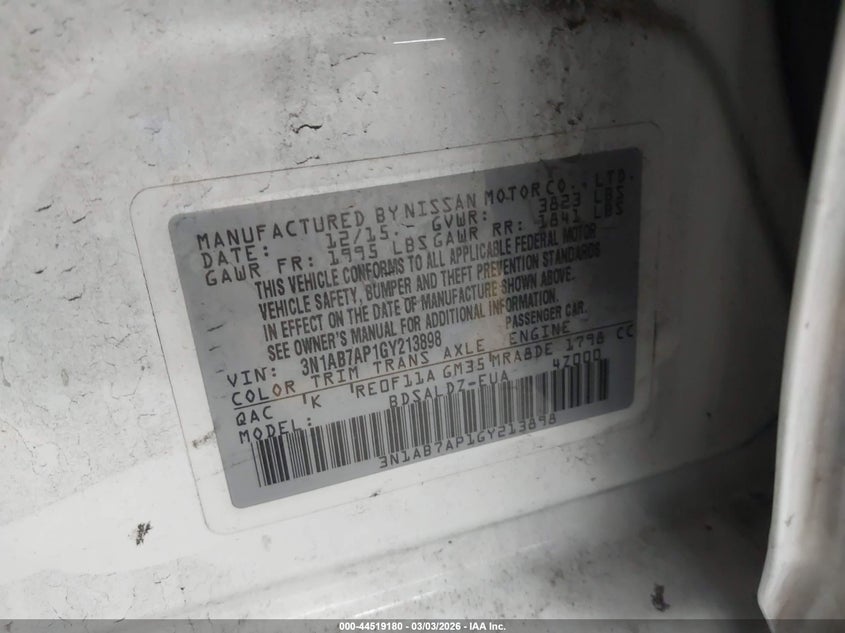 MANUFACTURED BY NISSAN MOTOR CO., LTD.
DATE: 12/15 GVWR: 3823 LBS
GAWR FR: 1995 LBS GAWR RR: 1841 LBS
THIS VEHICLE CONFORMS TO ALL APPLICABLE FEDERAL MOTOR
VEHICLE SAFETY, BUMPER AND THEFT PREVENTION STANDARDS
IN EFFECT ON THE DATE OF MANUFACTURE SHOWN ABOVE.
SEE OWNER'S MANUAL FOR ADDITIONAL INFORMATION.
VIN: 3N1AB7AP1GY213898 PASSENGER CAR.
COLOR TRIM TRANS AXLE ENGINE
QAC 'K 'RE0F11A GM35 MRA8DE 1798 CC
MODEL: BDSALDZ-EUA 47000
3N1AB7AP1GY213898
000-44519180 — 03/03/2026 — IAA Inc.